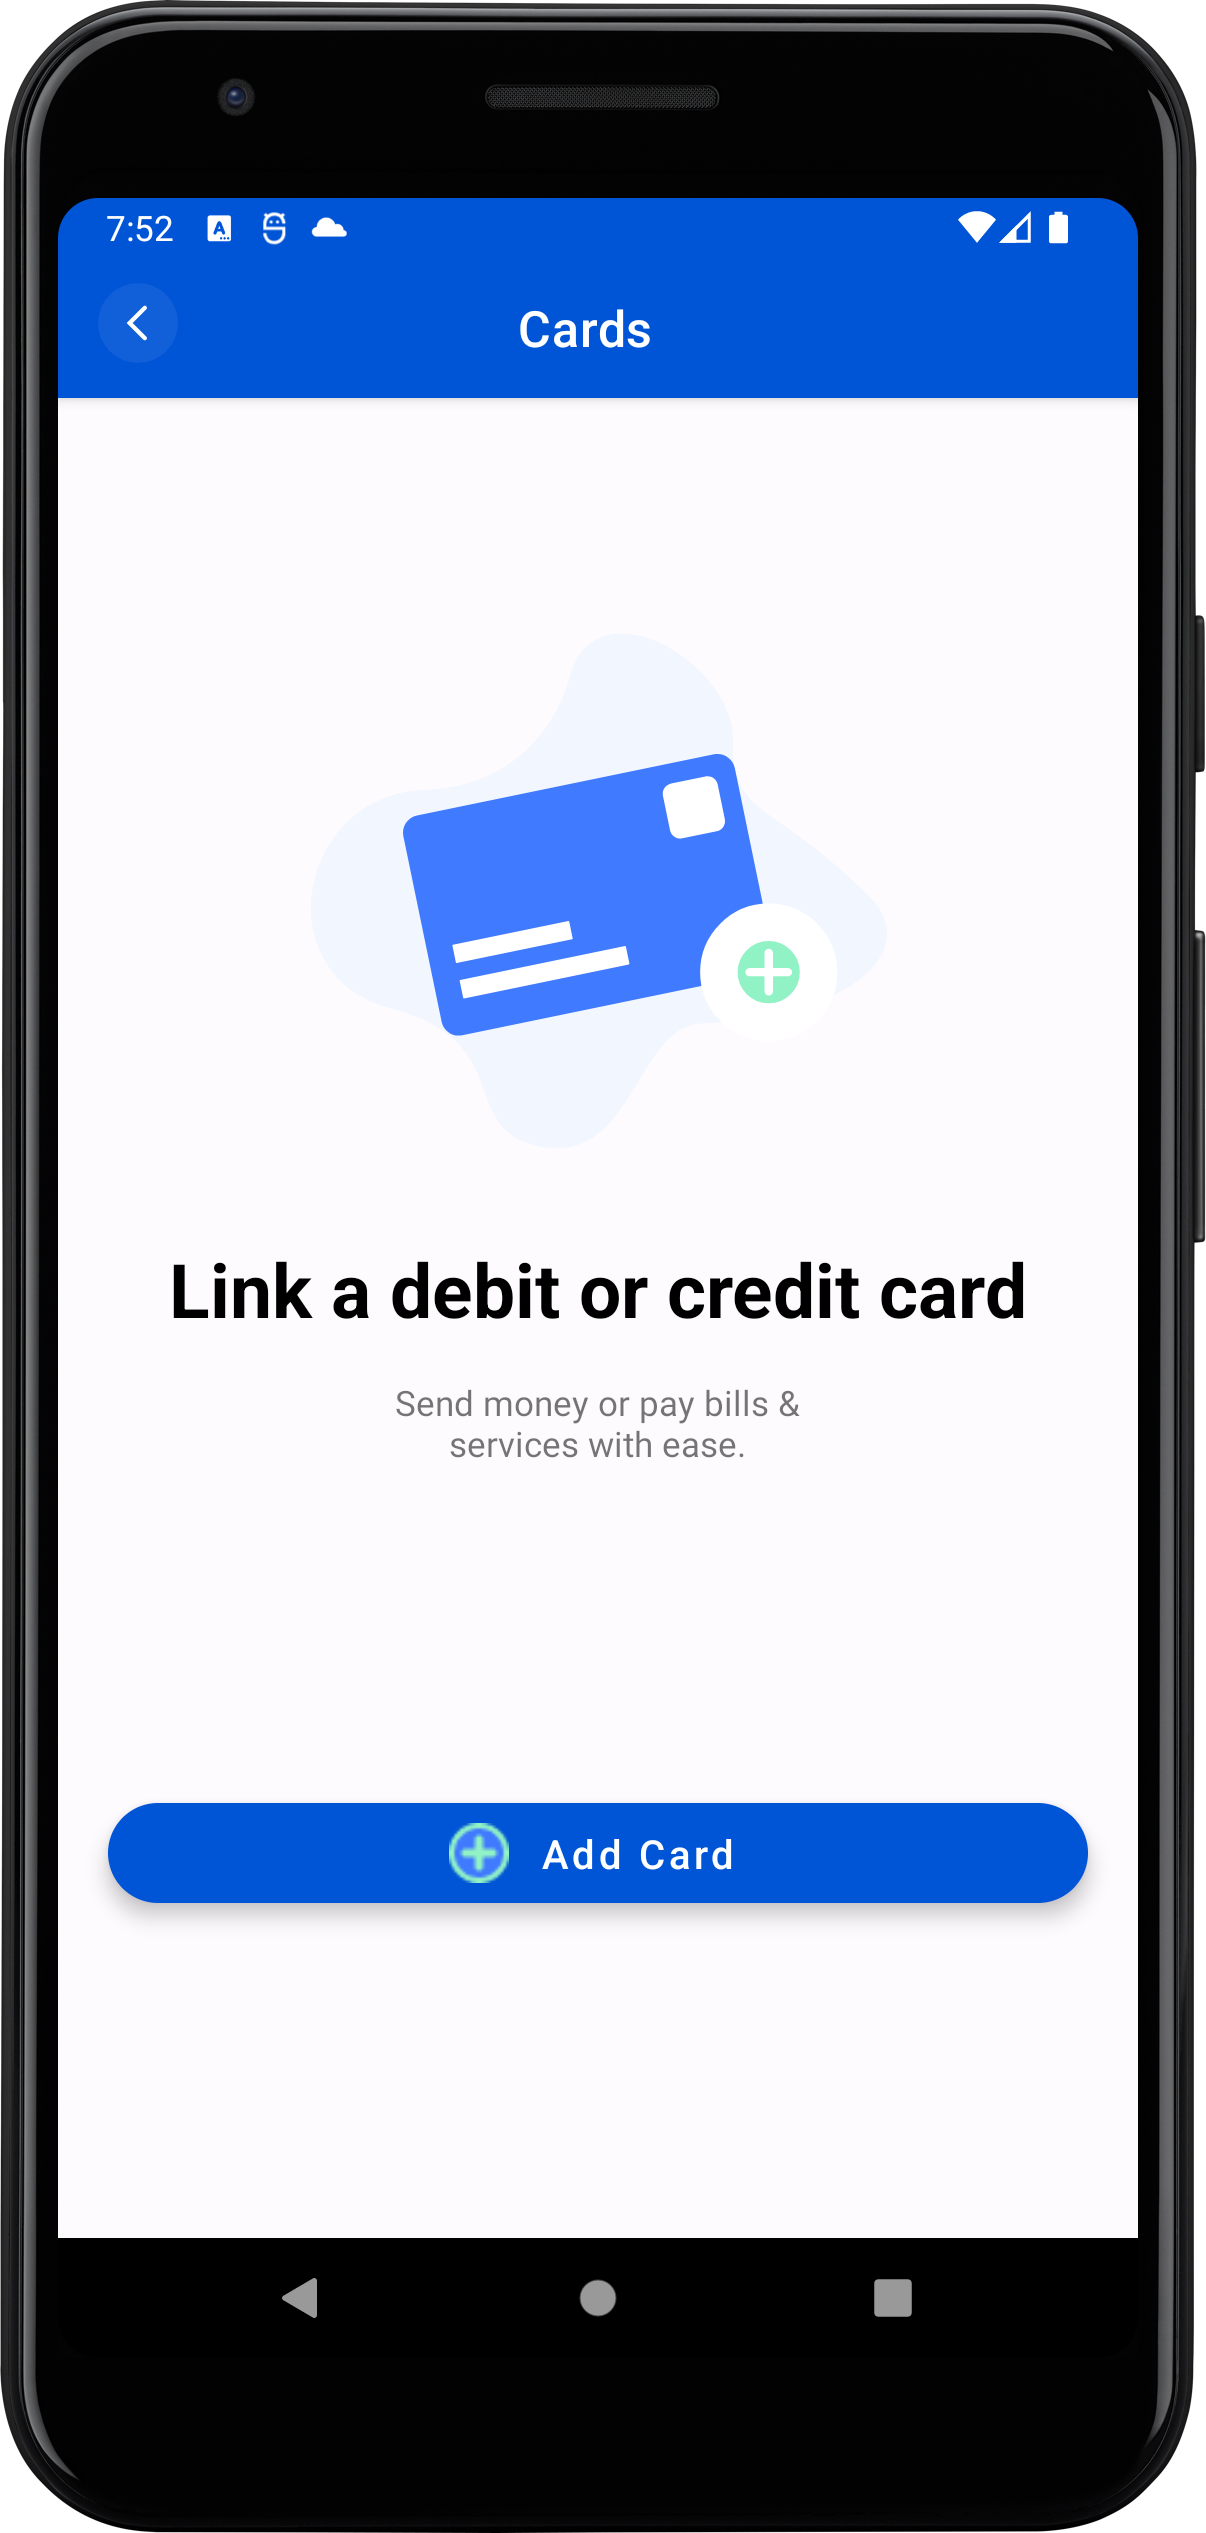 7:52
Cards
Link a debit or credit card
Send money or pay bills &
services with ease.
Add Card